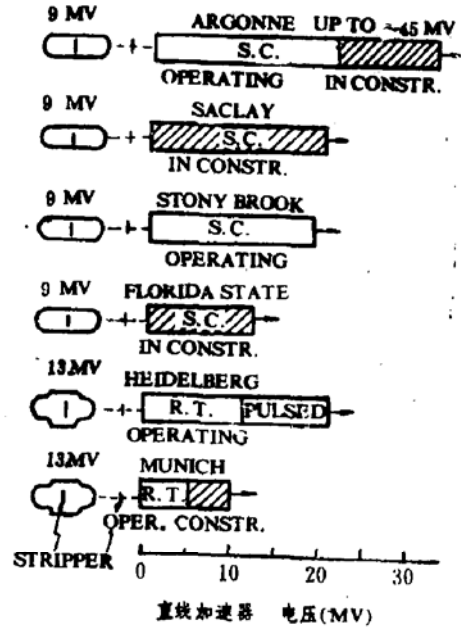 9 MV ARGONNE UP TO ~45 MV
S.C.
OPERATING IN CONSTR.
9 MV SACLAY
S.C.
IN CONSTR.
9 MV STONY BROOK
S.C.
OPERATING
9 MV FLORIDA STATE
S.C.
IN CONSTR.
13MV HEIDELBERG
R.T. PULSED
OPERATING
13MV MUNICH
R.T.
OPER. CONSTR.
STRIPPER
0 10 20 30
直线加速器 电压(MV)